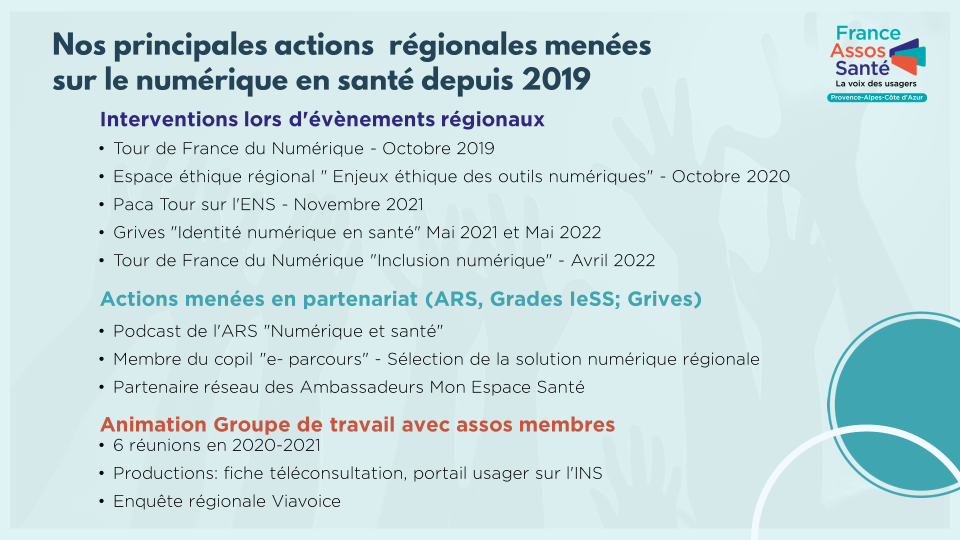 Nos principales actions régionales menées
sur le numérique en santé depuis 2019
France
Assos
Santé
La voix des usagers
Provence-Alpes-Côte d'Azur
Interventions lors d'évènements régionaux
• Tour de France du Numérique - Octobre 2019
• Espace éthique régional " Enjeux éthique des outils numériques" - Octobre 2020
• Paca Tour sur l'ENS - Novembre 2021
• Grives "Identité numérique en santé" Mai 2021 et Mai 2022
• Tour de France du Numérique "Inclusion numérique" - Avril 2022
Actions menées en partenariat (ARS, Grades IeSS; Grives)
• Podcast de l'ARS "Numérique et santé"
• Membre du copil "e- parcours" - Sélection de la solution numérique régionale
• Partenaire réseau des Ambassadeurs Mon Espace Santé
Animation Groupe de travail avec assos membres
• 6 réunions en 2020-2021
• Productions: fiche téléconsultation, portail usager sur l'INS
• Enquête régionale Viavoice